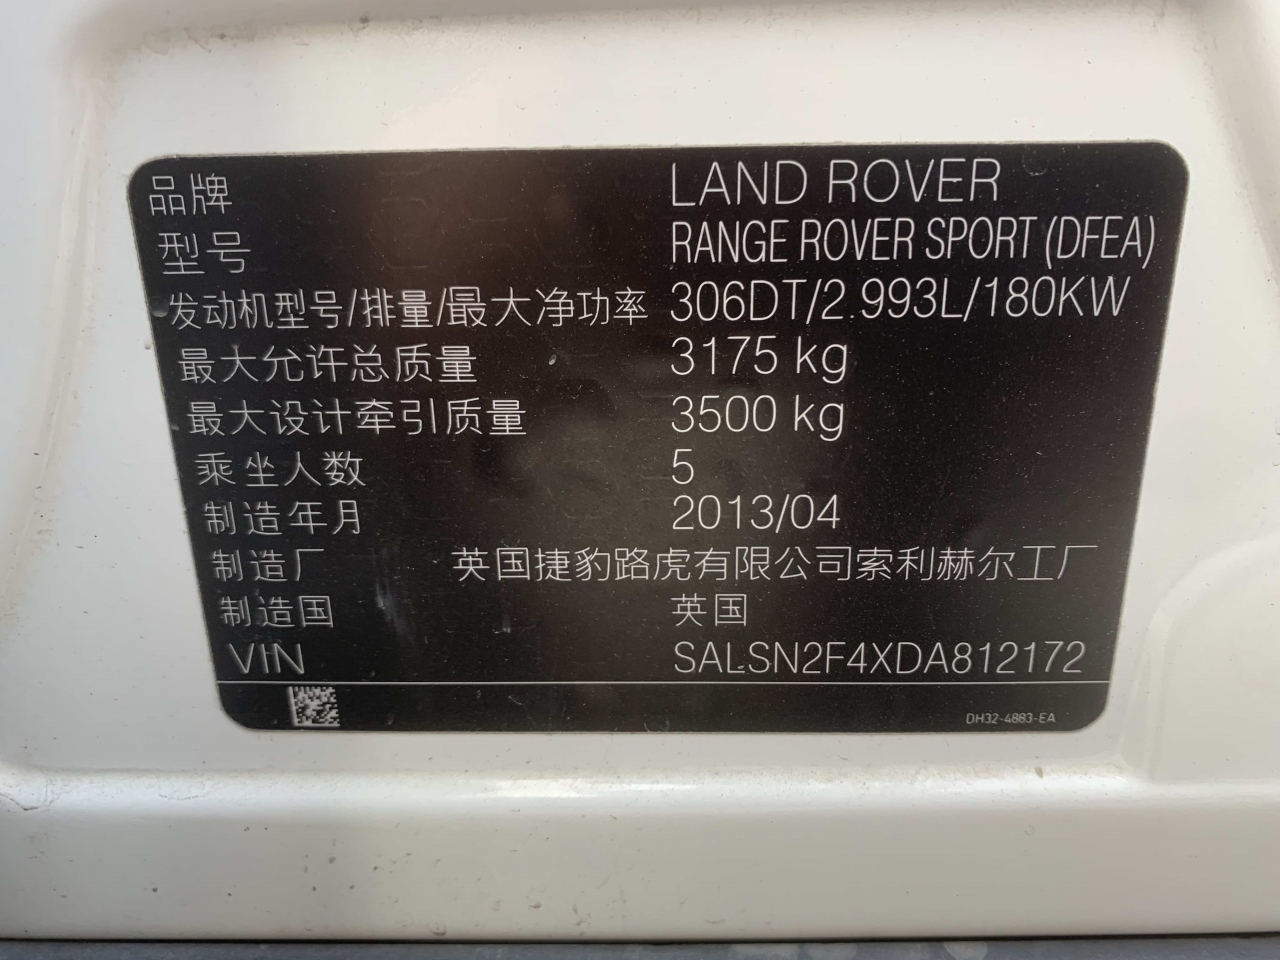 品牌 LAND ROVER
型号 RANGE ROVER SPORT (DFEA)
发动机型号/排量/最大净功率 306DT/2.993L/180KW
最大允许总质量 3175 kg
最大设计牵引质量 3500 kg
乘坐人数 5
制造年月 2013/04
制造厂 英国捷豹路虎有限公司索利赫尔工厂
制造国 英国
VIN SALSN2F4XDA812172
DH32-4883-EA